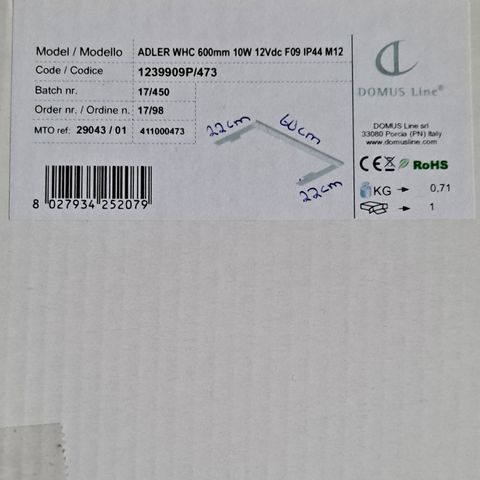 Model / Modello ADLER WHC 600mm 10W 12Vdc F09 IP44 M12
Code / Codice 1239909P/473
Batch nr. 17/450
Order nr. / Ordine n. 17/98
MTO ref: 29043 / 01 411000473
22cm 60cm
22cm
8 027934 252079
DOMUS Line®
DOMUS Line srl
33080 Porcia (PN) Italy
www.domusline.com
CE RoHS
KG 0,71
1